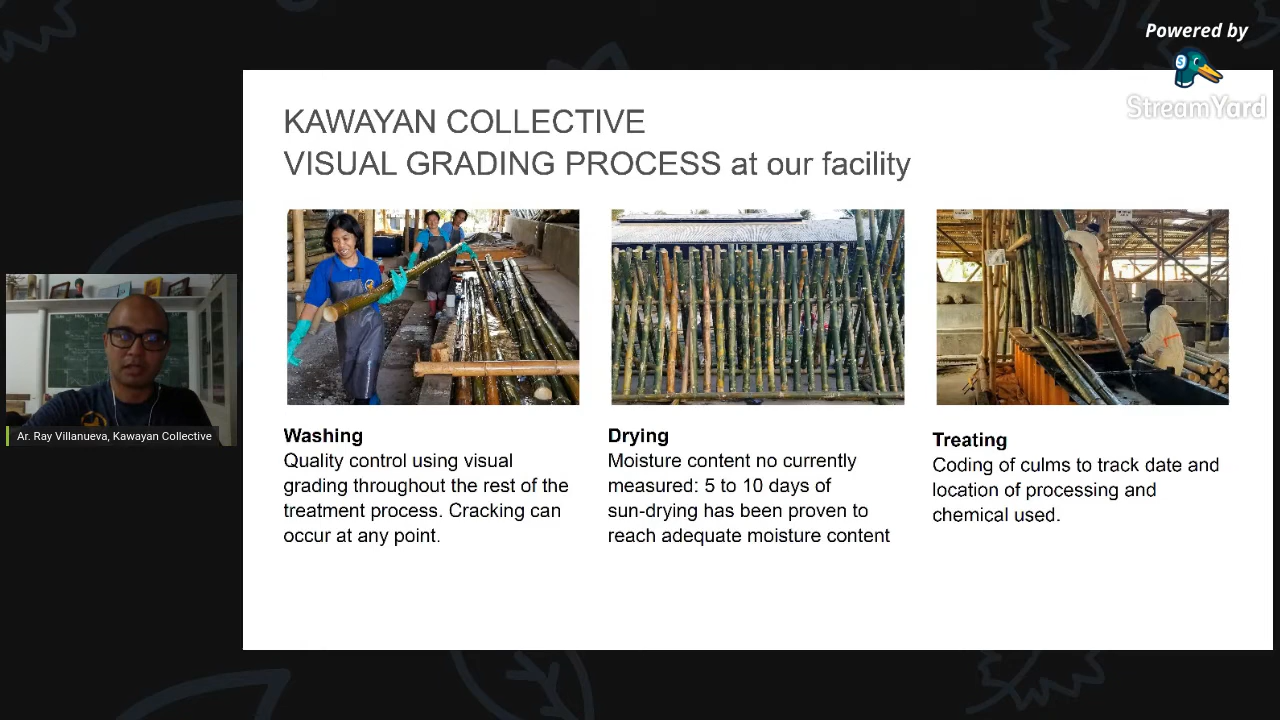 Powered by
StreamYard
KAWAYAN COLLECTIVE
VISUAL GRADING PROCESS at our facility
Washing
Quality control using visual
grading throughout the rest of the
treatment process. Cracking can
occur at any point.
Drying
Moisture content no currently
measured: 5 to 10 days of
sun-drying has been proven to
reach adequate moisture content
Treating
Coding of culms to track date and
location of processing and
chemical used.
Ar. Ray Villanueva, Kawayan Collective